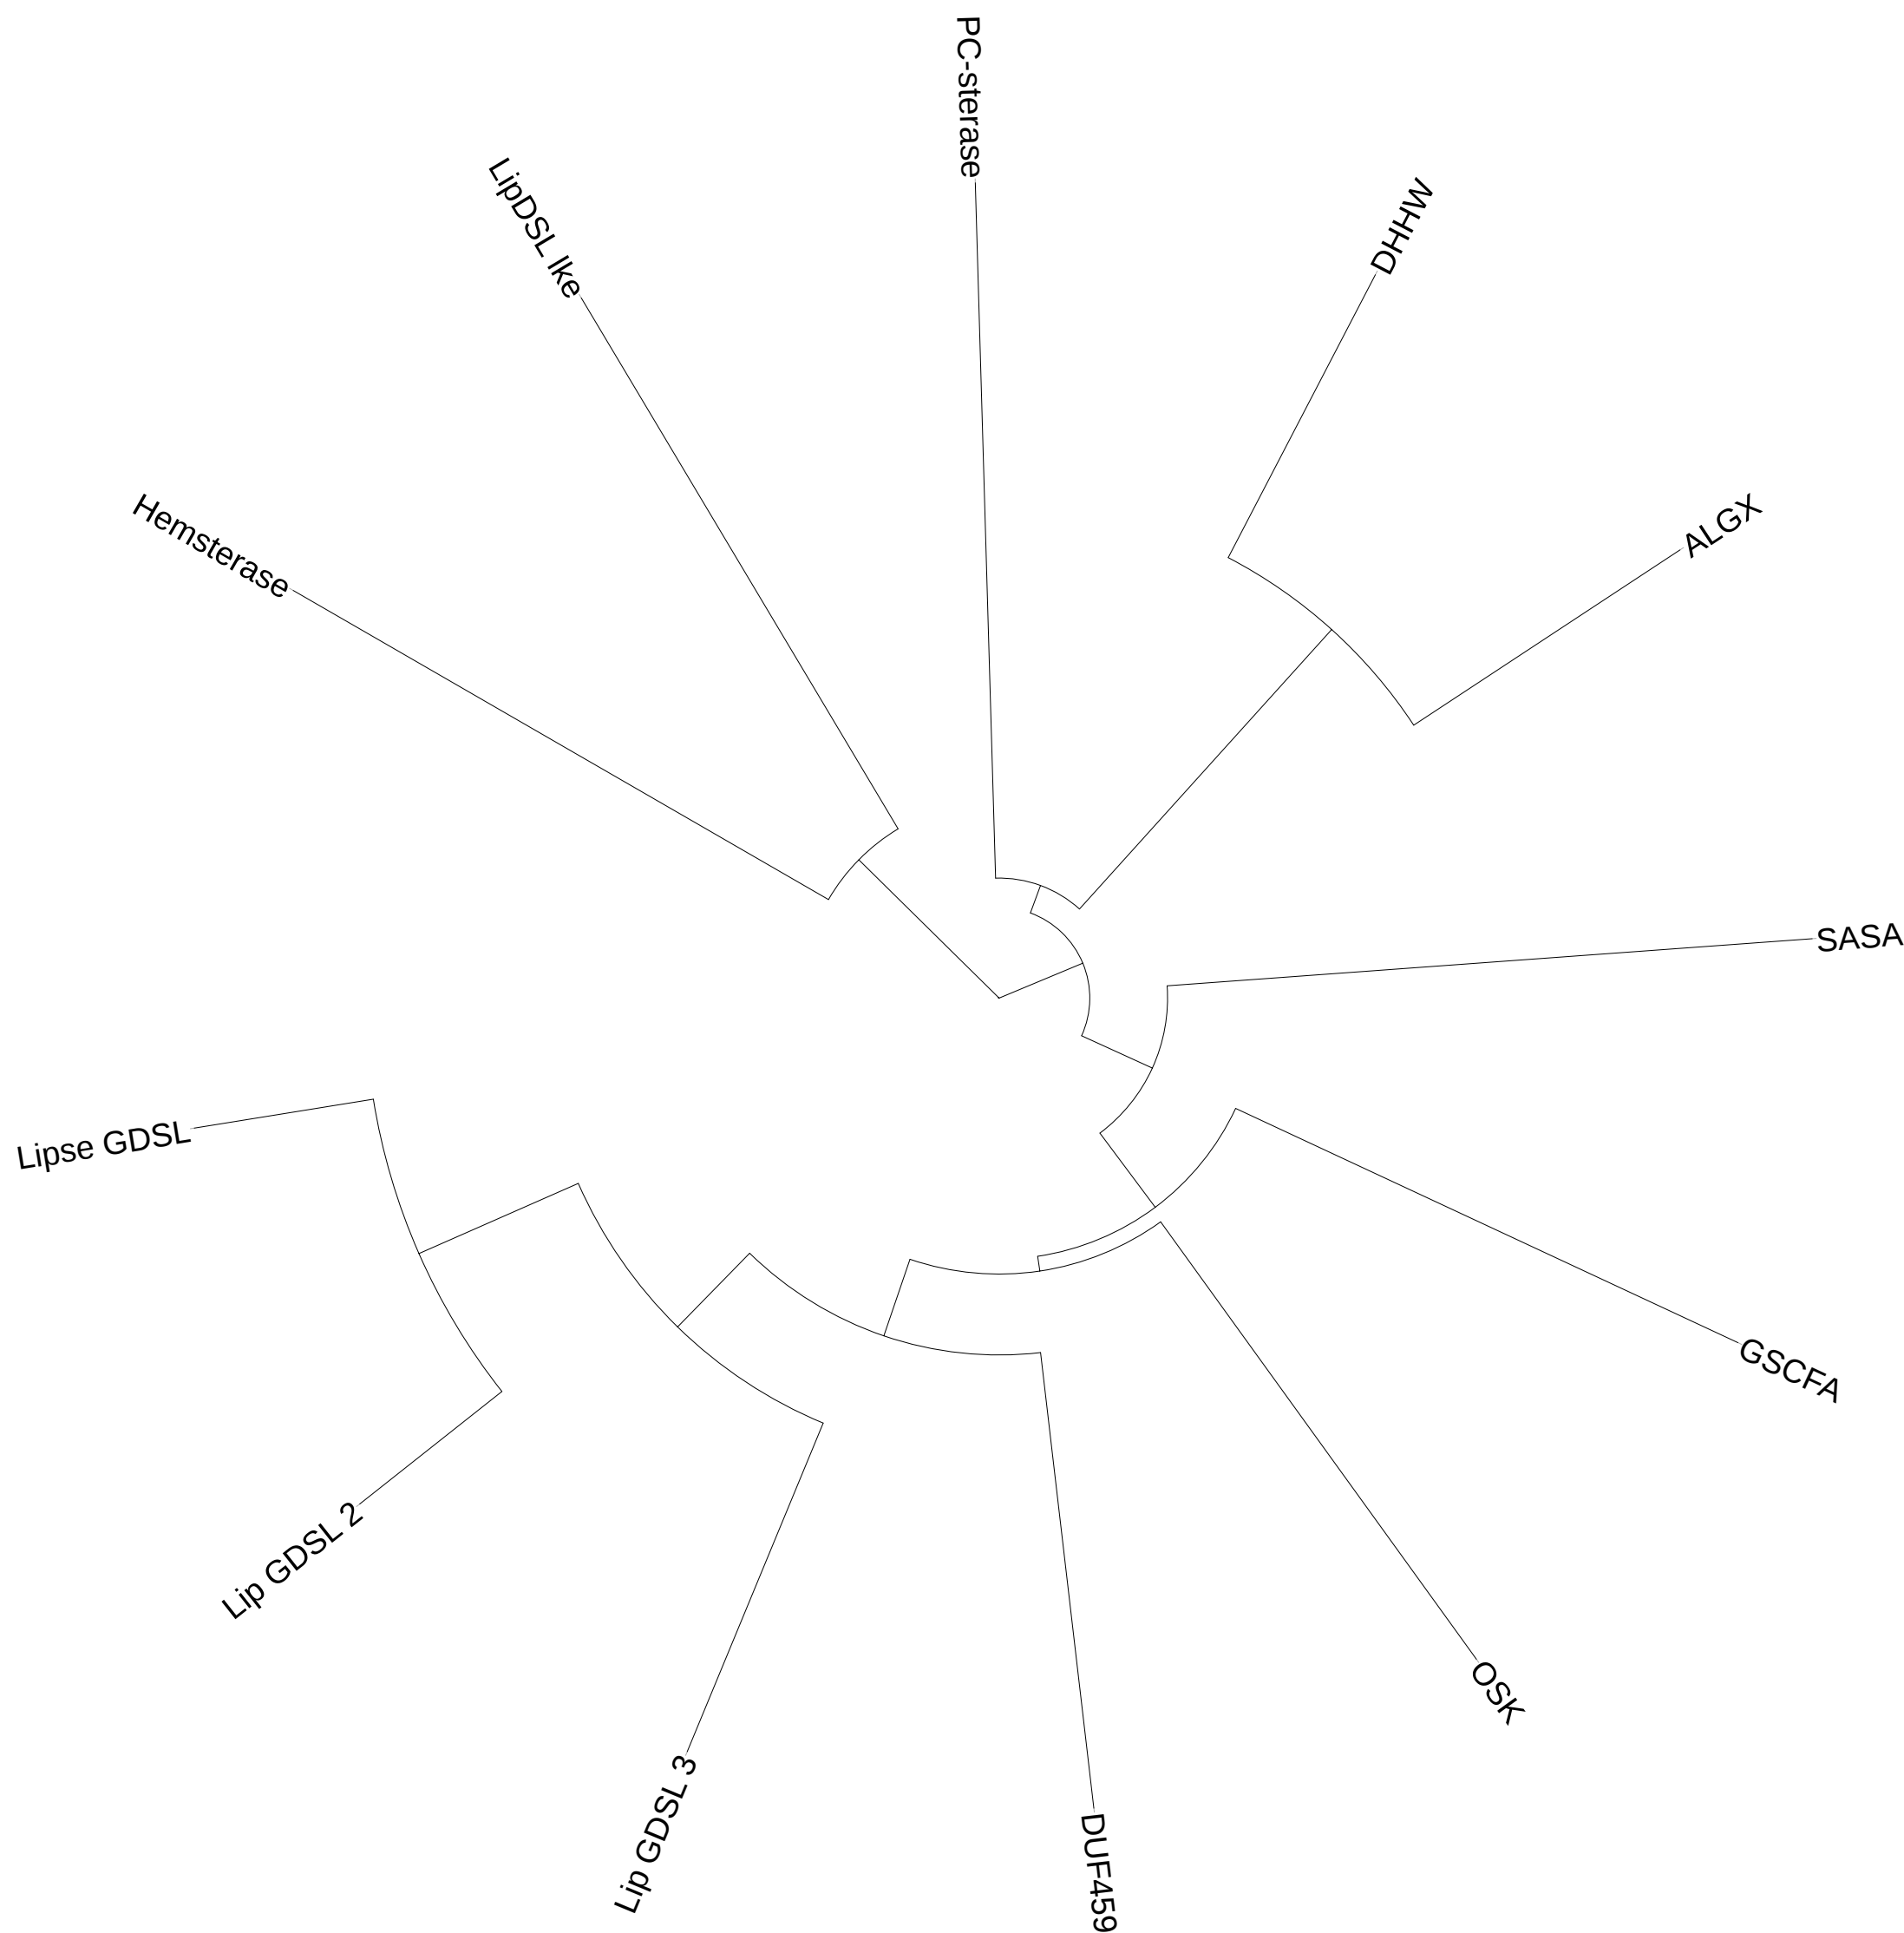 PC-sterase
DHHW
LipDSL lke
ALGX
Hemsterase
SASA
Lipse GDSL
GSCFA
Lip GDSL 2
OSK
Lip GDSL 3
DUF459